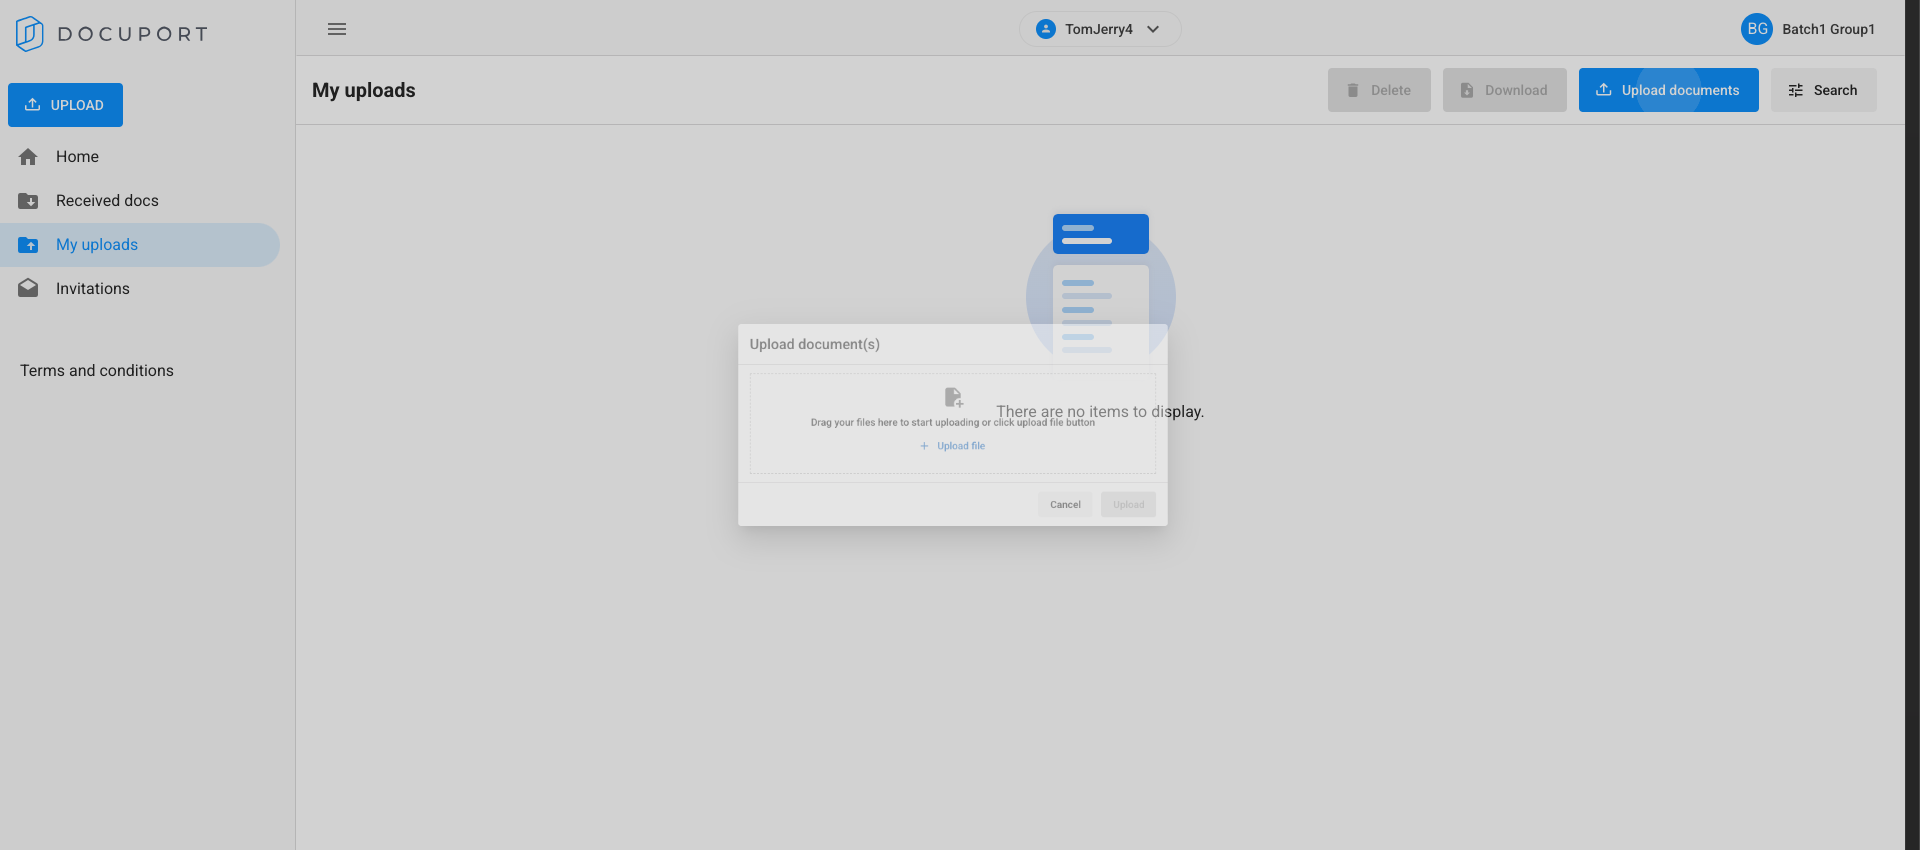 DOCUPORT
TomJerry4
BG Batch1 Group1
UPLOAD
Home
Received docs
My uploads
Invitations
Terms and conditions
My uploads
Delete
Download
Upload documents
Search
There are no items to display.
Upload document(s)
Drag your files here to start uploading or click upload file button
+ Upload file
Cancel
Upload